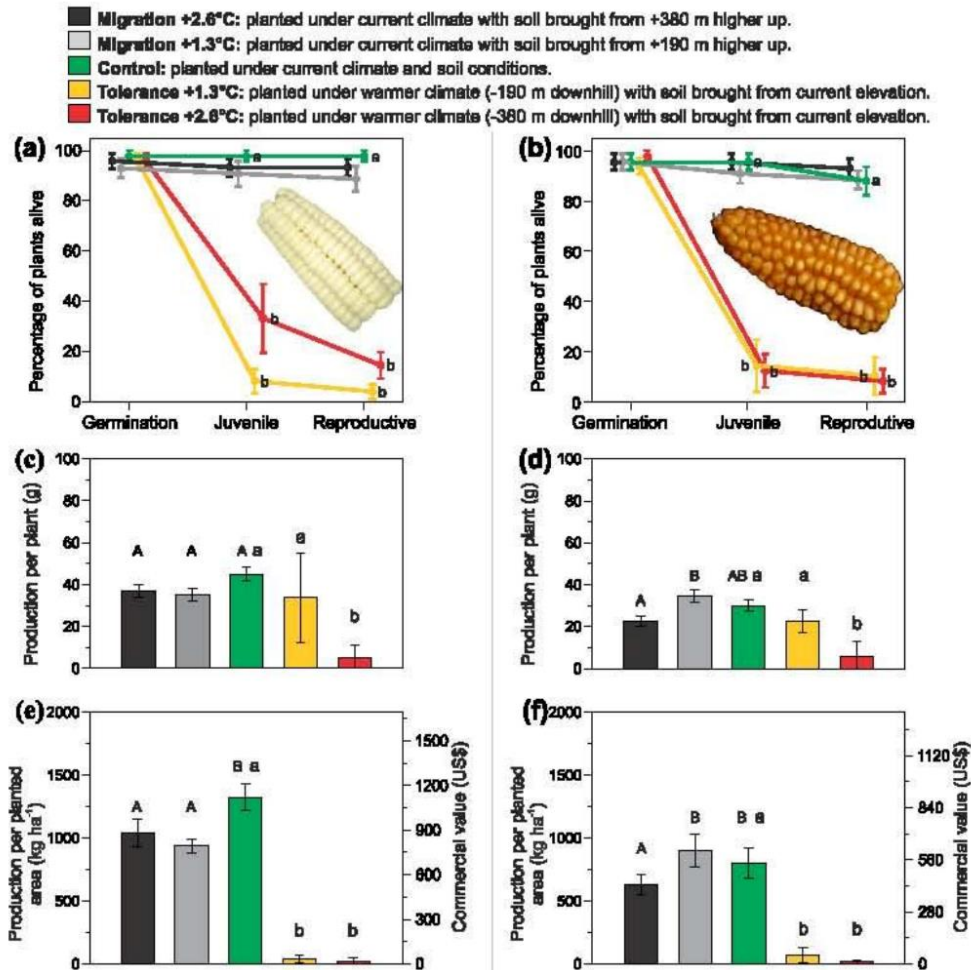 Migration +2.6°C: planted under current climate with soil brought from +380 m higher up.
Migration +1.3°C: planted under current climate with soil brought from +190 m higher up.
Control: planted under current climate and soil conditions.
Tolerance +1.3°C: planted under warmer climate (-190 m downhill) with soil brought from current elevation.
Tolerance +2.6°C: planted under warmer climate (-380 m downhill) with soil brought from current elevation.
(a)
Percentage of plants alive
100
80
60
40
20
0
a
a
b
b
b
b
Germination
Juvenile
Reproductive
(b)
Percentage of plants alive
100
80
60
40
20
0
a
a
b
b
b
b
Germination
Juvenile
Reprodutive
(c)
Production per plant (g)
100
80
60
40
20
0
A
A
A a
a
b
(d)
Production per plant (g)
100
80
60
40
20
0
A
B
AB a
a
b
(e)
Production per planted
area (kg ha⁻¹)
2000
1500
1000
500
0
A
A
B a
b
b
1500
1200
900
600
300
0
Commercial value (US$)
(f)
Production per planted
area (kg ha⁻¹)
2000
1500
1000
500
0
A
B
B a
b
b
1120
840
560
280
0
Commercial value (US$)